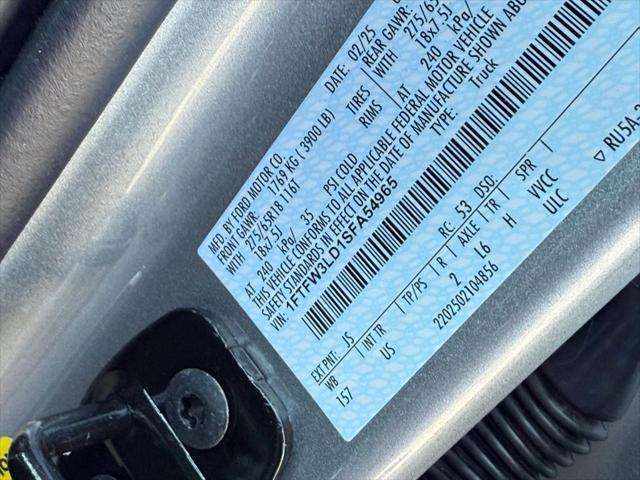 MFD. BY FORD MOTOR CO.
DATE: 02/25
FRONT GAWR: 1769 KG ( 3900 LB)
REAR GAWR:
WITH 275/65R18 116T TIRES
WITH 275/65
18x7.5J RIMS
18x7.5J
AT 240 kPa/ 35 PSI/COLD
AT 240 kPa/
THIS VEHICLE CONFORMS TO ALL APPLICABLE FEDERAL MOTOR VEHICLE
SAFETY STANDARDS IN EFFECT ON THE DATE OF MANUFACTURE SHOWN ABOVE
VIN: 1FTFW3LD1SFA54965
TYPE: Truck
EXT PNT: JS RC: 53 DSO:
WB INT TR TP/PS R AXLE TR SPR
157 US 2 L6 H VVCC
2202502104856 ULC
RU5A-